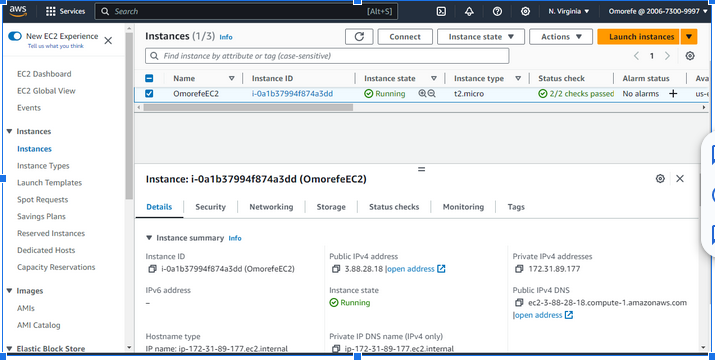 aws
Services
Search
[Alt+S]
N. Virginia
Omorefe @ 2006-7300-9997
New EC2 Experience
Tell us what you think
EC2 Dashboard
EC2 Global View
Events
Instances
Instances
Instance Types
Launch Templates
Spot Requests
Savings Plans
Reserved Instances
Dedicated Hosts
Capacity Reservations
Images
AMIs
AMI Catalog
Elastic Block Store
Instances (1/3) Info
Connect
Instance state
Actions
Launch instances
Find instance by attribute or tag (case-sensitive)
1
Name Instance ID Instance state Instance type Status check Alarm status Ava
OmorefeEC2 i-0a1b37994f874a3dd Running t2.micro 2/2 checks passed No alarms + us-e
Instance: i-0a1b37994f874a3dd (OmorefeEC2)
Details Security Networking Storage Status checks Monitoring Tags
Instance summary Info
Instance ID
i-0a1b37994f874a3dd (OmorefeEC2)
Public IPv4 address
3.88.28.18 |open address
Private IPv4 addresses
172.31.89.177
IPv6 address
–
Instance state
Running
Public IPv4 DNS
ec2-3-88-28-18.compute-1.amazonaws.com
|open address
Hostname type
IP name: ip-172-31-89-177.ec2.internal
Private IP DNS name (IPv4 only)
ip-172-31-89-177.ec2.internal